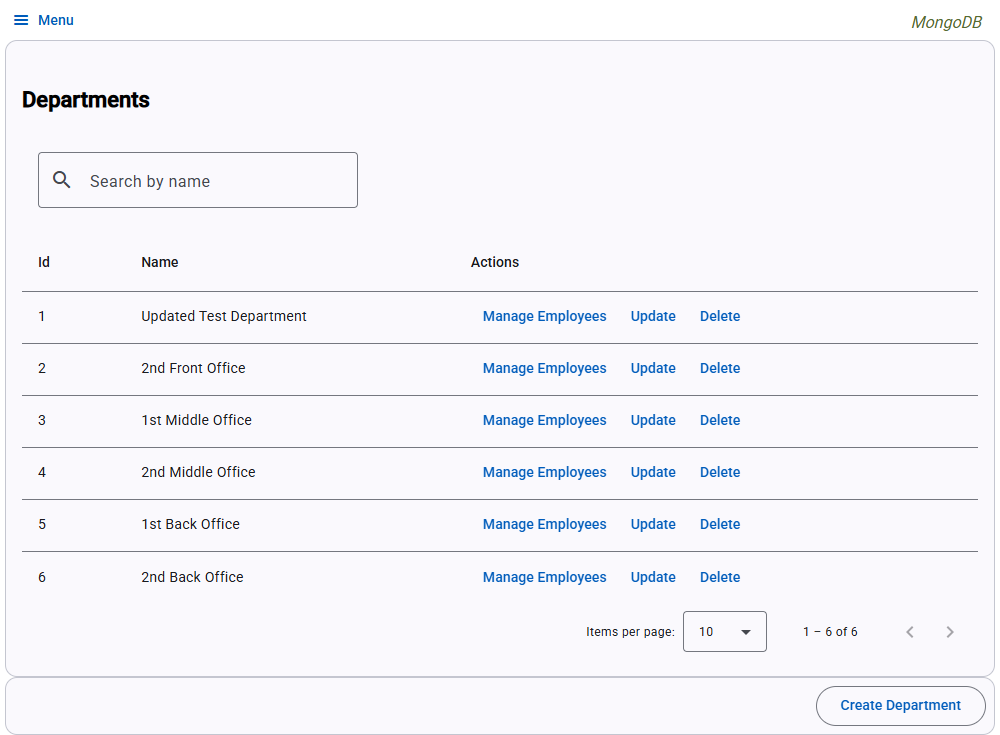 Menu
MongoDB
Departments
Search by name
Id Name Actions
1 Updated Test Department Manage Employees Update Delete
2 2nd Front Office Manage Employees Update Delete
3 1st Middle Office Manage Employees Update Delete
4 2nd Middle Office Manage Employees Update Delete
5 1st Back Office Manage Employees Update Delete
6 2nd Back Office Manage Employees Update Delete
Items per page: 10 1 – 6 of 6
Create Department